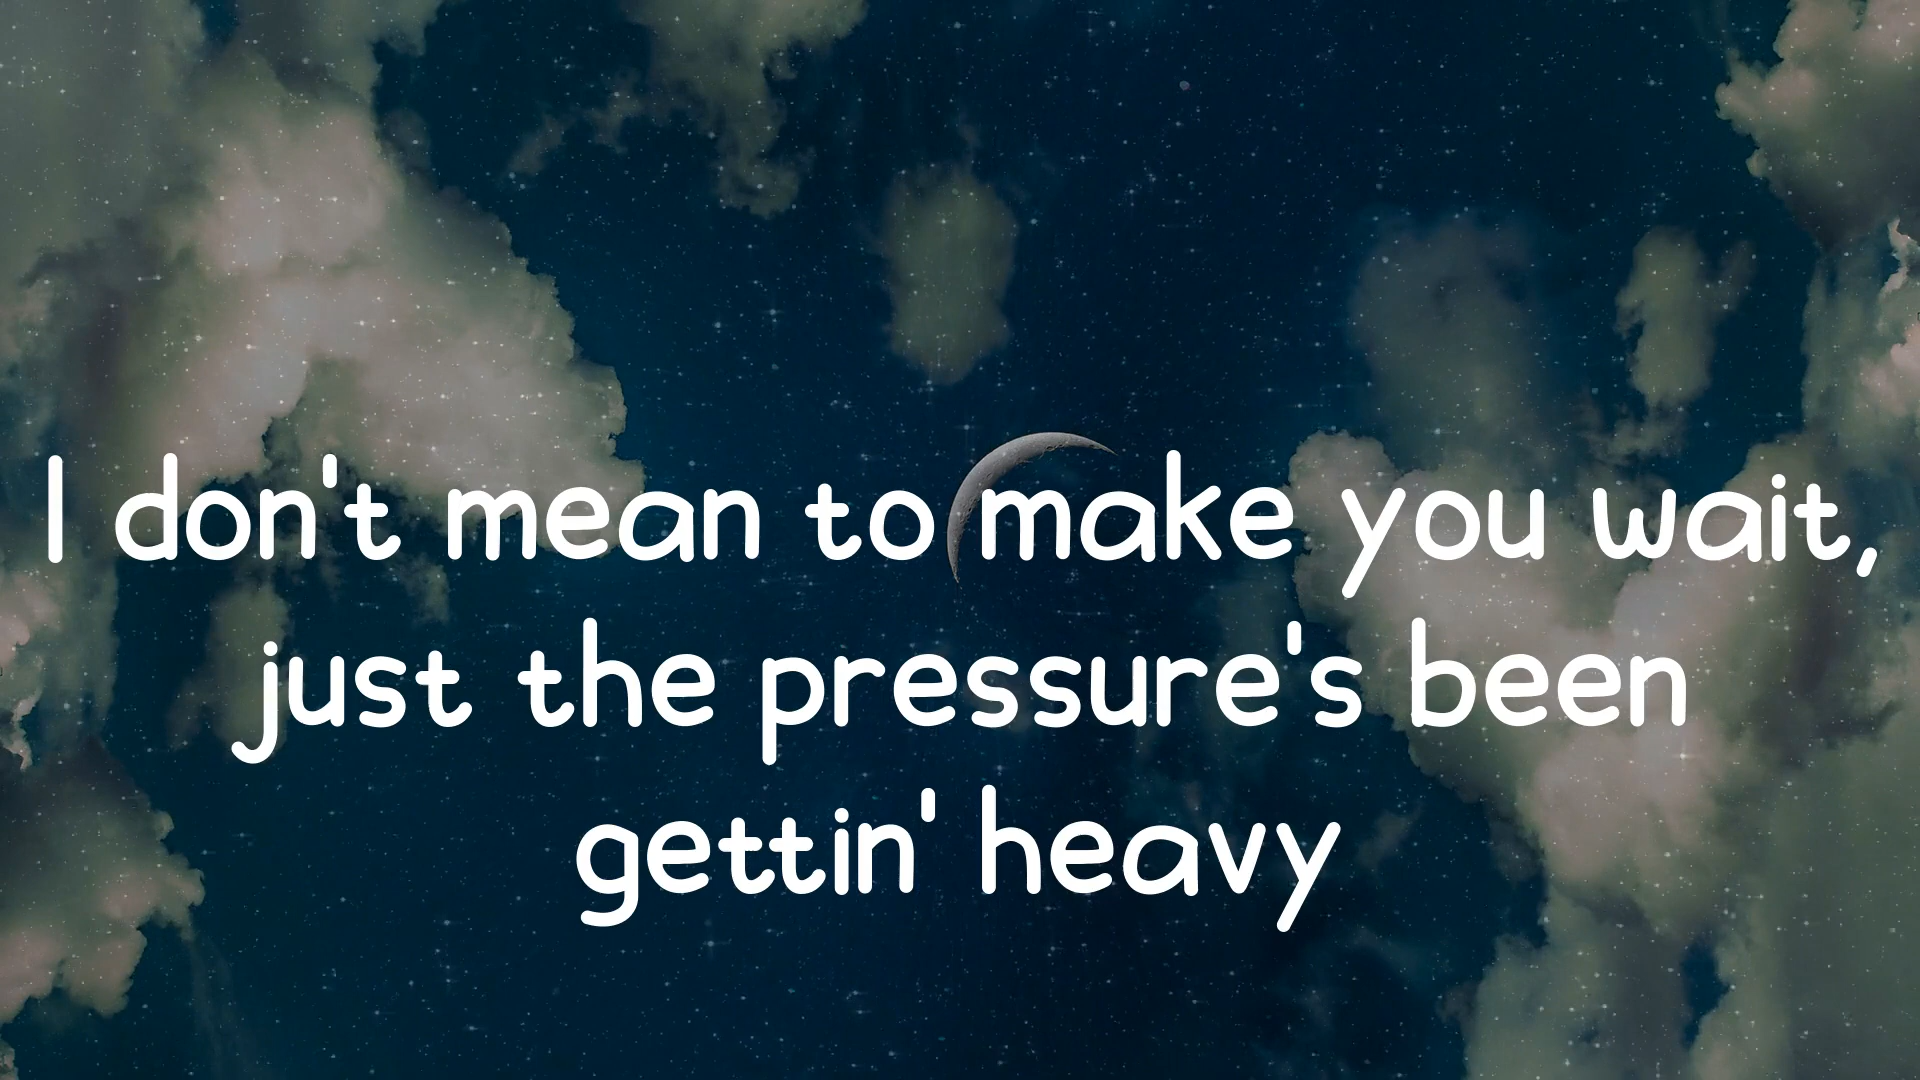 I don't mean to make you wait,
just the pressure's been
gettin' heavy